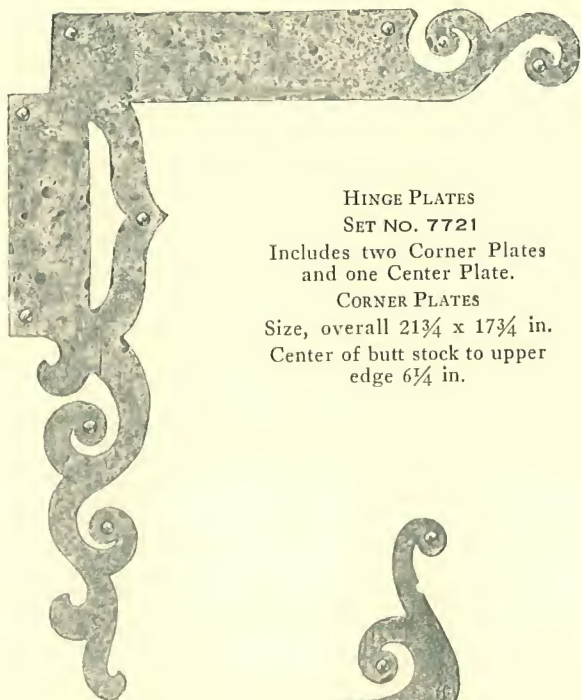 Hinge Plates
Set No. 7721
Includes two Corner Plates
and one Center Plate.
Corner Plates
Size, overall 21¾ x 17¾ in.
Center of butt stock to upper
edge 6¼ in.